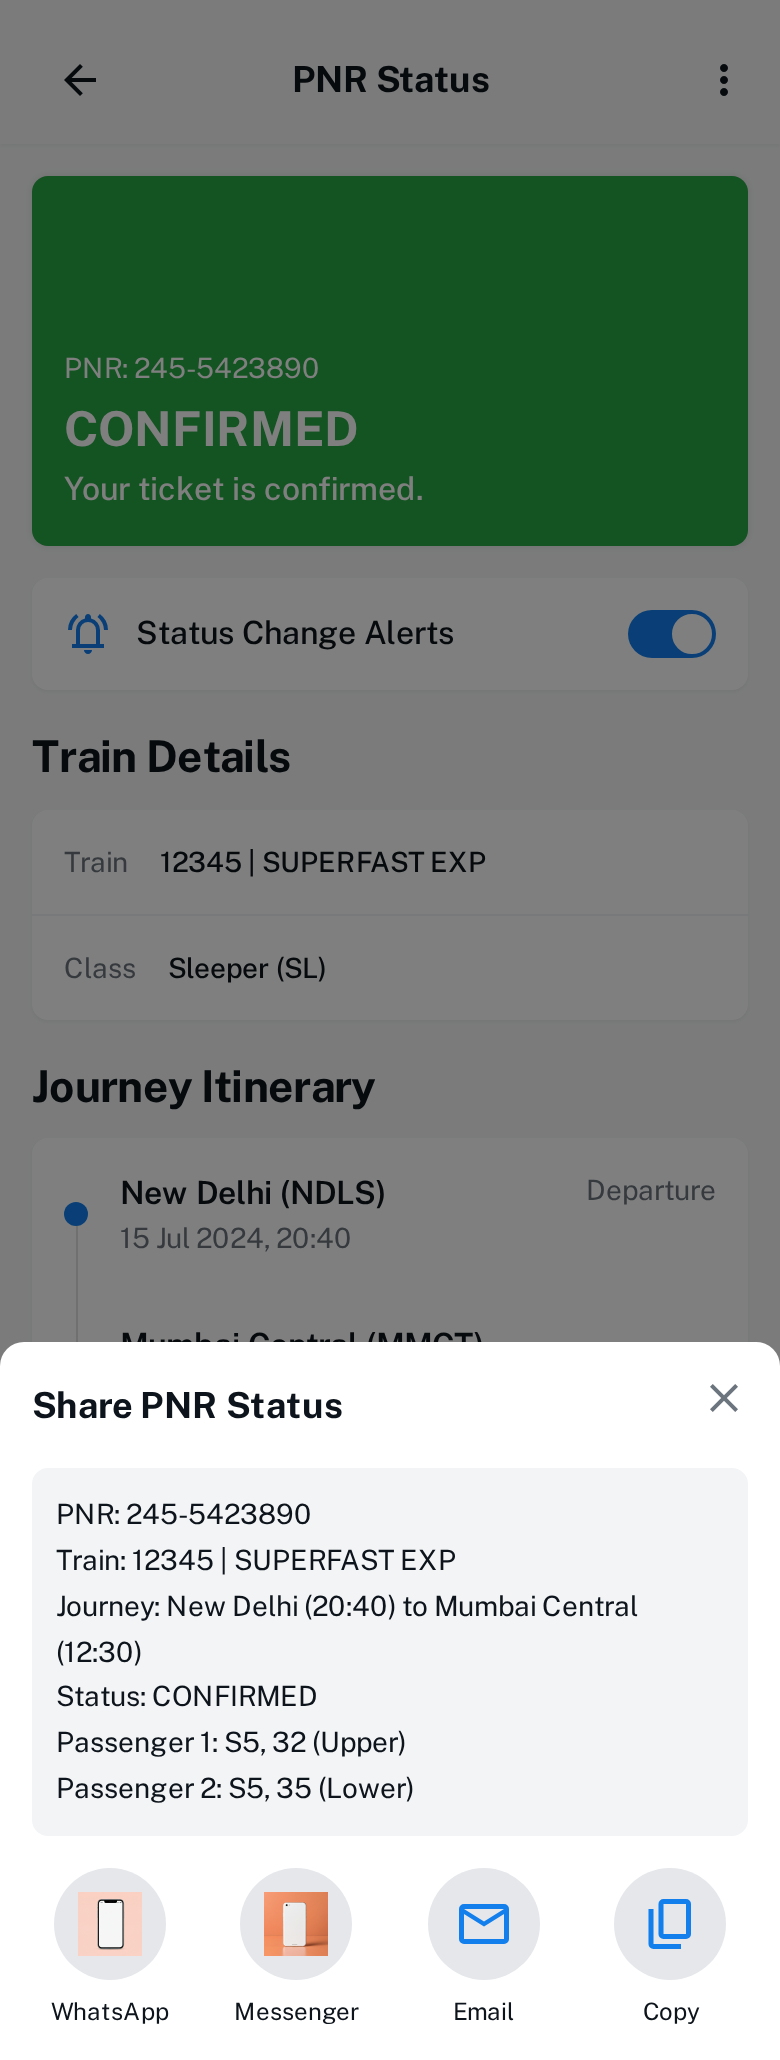 PNR Status
PNR: 245-5423890
CONFIRMED
Your ticket is confirmed.
Status Change Alerts
Train Details
Train 12345 | SUPERFAST EXP
Class Sleeper (SL)
Journey Itinerary
New Delhi (NDLS) Departure
15 Jul 2024, 20:40
Mumbai Central (MMCT)
Share PNR Status
PNR: 245-5423890
Train: 12345 | SUPERFAST EXP
Journey: New Delhi (20:40) to Mumbai Central
(12:30)
Status: CONFIRMED
Passenger 1: S5, 32 (Upper)
Passenger 2: S5, 35 (Lower)
WhatsApp Messenger Email Copy